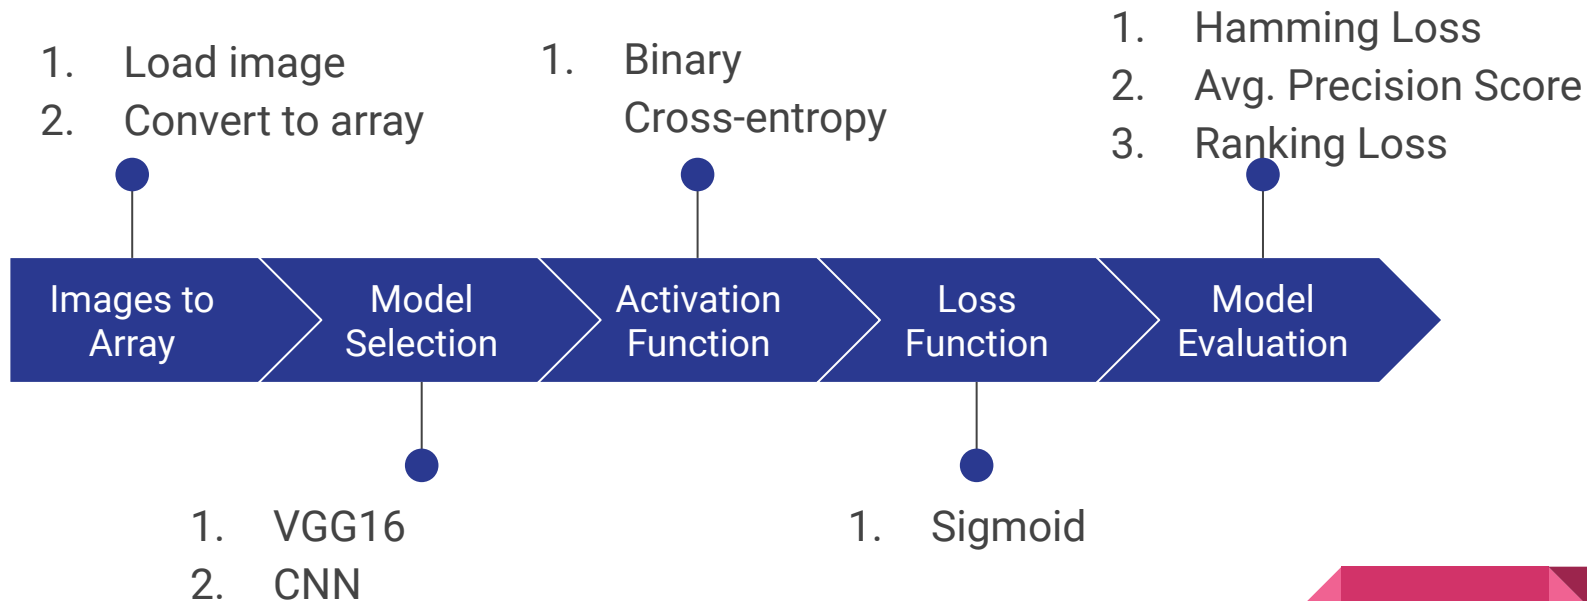 1. Load image
2. Convert to array
1. Binary
Cross-entropy
1. Hamming Loss
2. Avg. Precision Score
3. Ranking Loss
Images to
Array
Model
Selection
Activation
Function
Loss
Function
Model
Evaluation
1. VGG16
2. CNN
1. Sigmoid